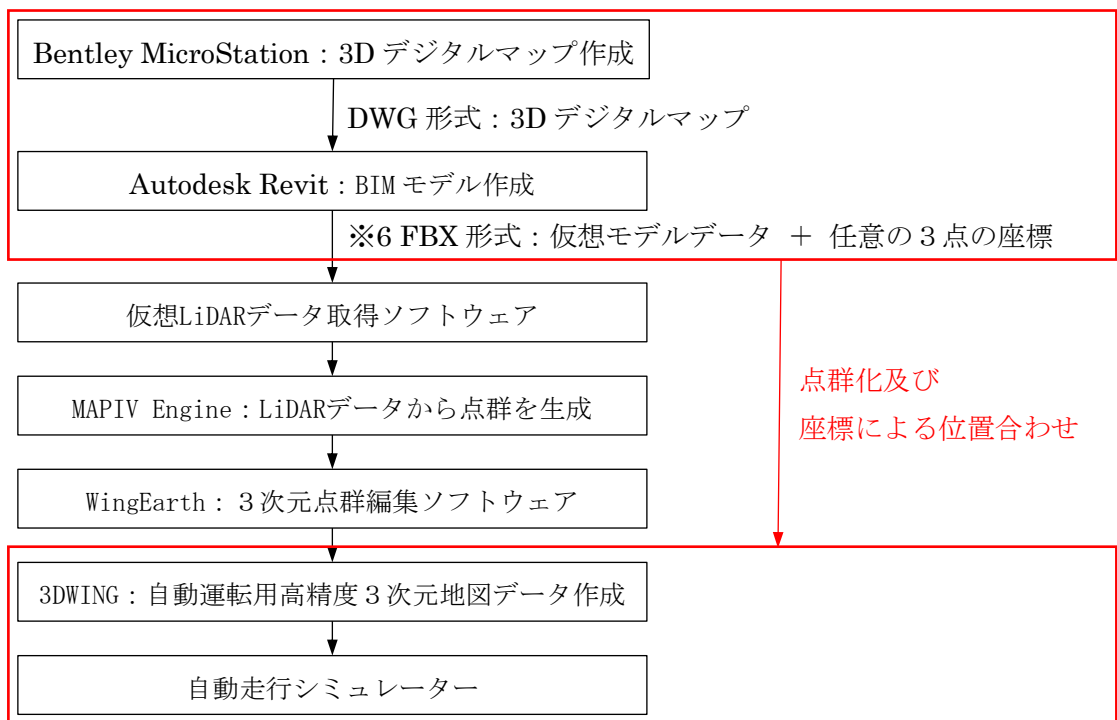 Bentley MicroStation：3D デジタルマップ作成
DWG 形式：3D デジタルマップ
Autodesk Revit：BIM モデル作成
※6 FBX 形式：仮想モデルデータ ＋ 任意の３点の座標
仮想LiDARデータ取得ソフトウェア
MAPIV Engine：LiDARデータから点群を生成
点群化及び
座標による位置合わせ
WingEarth：３次元点群編集ソフトウェア
3DWING：自動運転用高精度３次元地図データ作成
自動走行シミュレーター